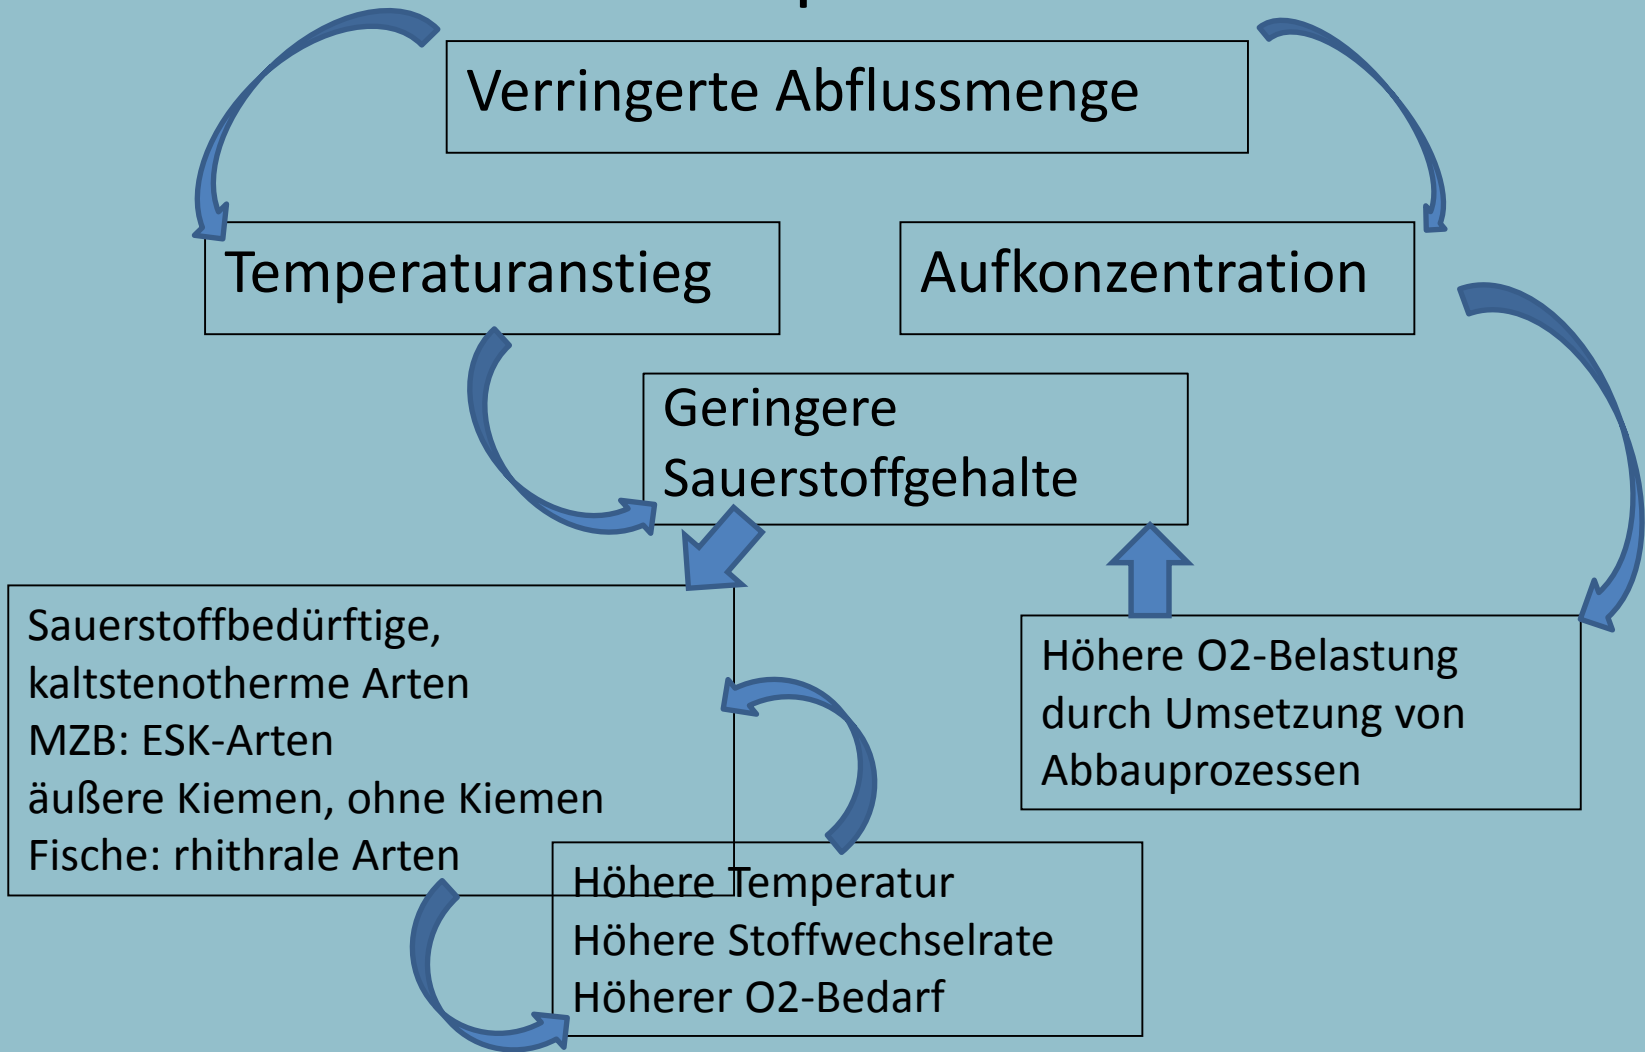 Verringerte Abflussmenge
Temperaturanstieg
Aufkonzentration
Geringere
Sauerstoffgehalte
Sauerstoffbedürftige,
kaltstenotherme Arten
MZB: ESK-Arten
äußere Kiemen, ohne Kiemen
Fische: rhithrale Arten
Höhere O2-Belastung
durch Umsetzung von
Abbauprozessen
Höhere Temperatur
Höhere Stoffwechselrate
Höherer O2-Bedarf